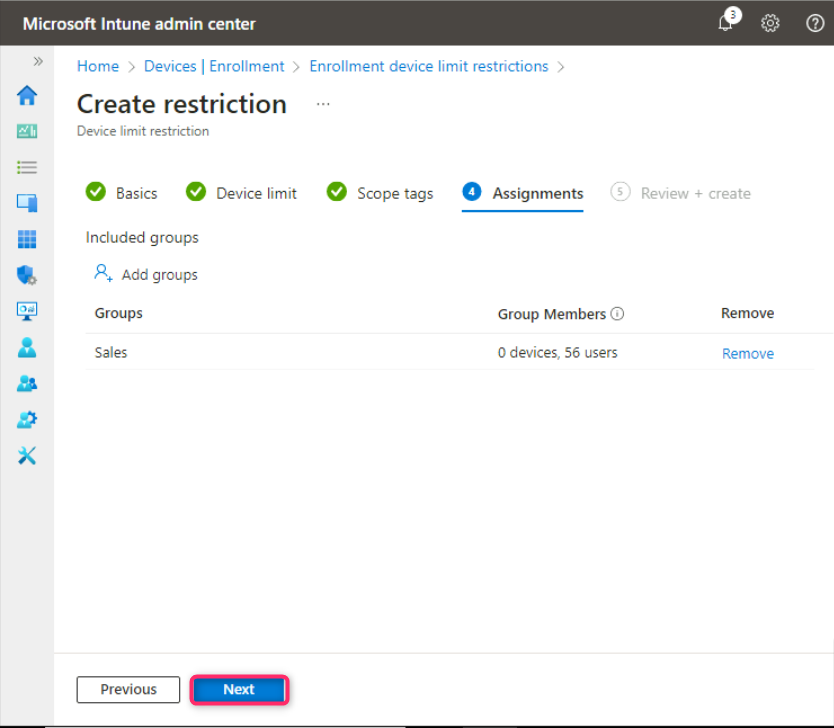 Microsoft Intune admin center
3
»
Home > Devices | Enrollment > Enrollment device limit restrictions >
Create restriction ...
Device limit restriction
Basics Device limit Scope tags 4 Assignments 5 Review + create
Included groups
Add groups
Groups Group Members Remove
Sales 0 devices, 56 users Remove
Previous Next